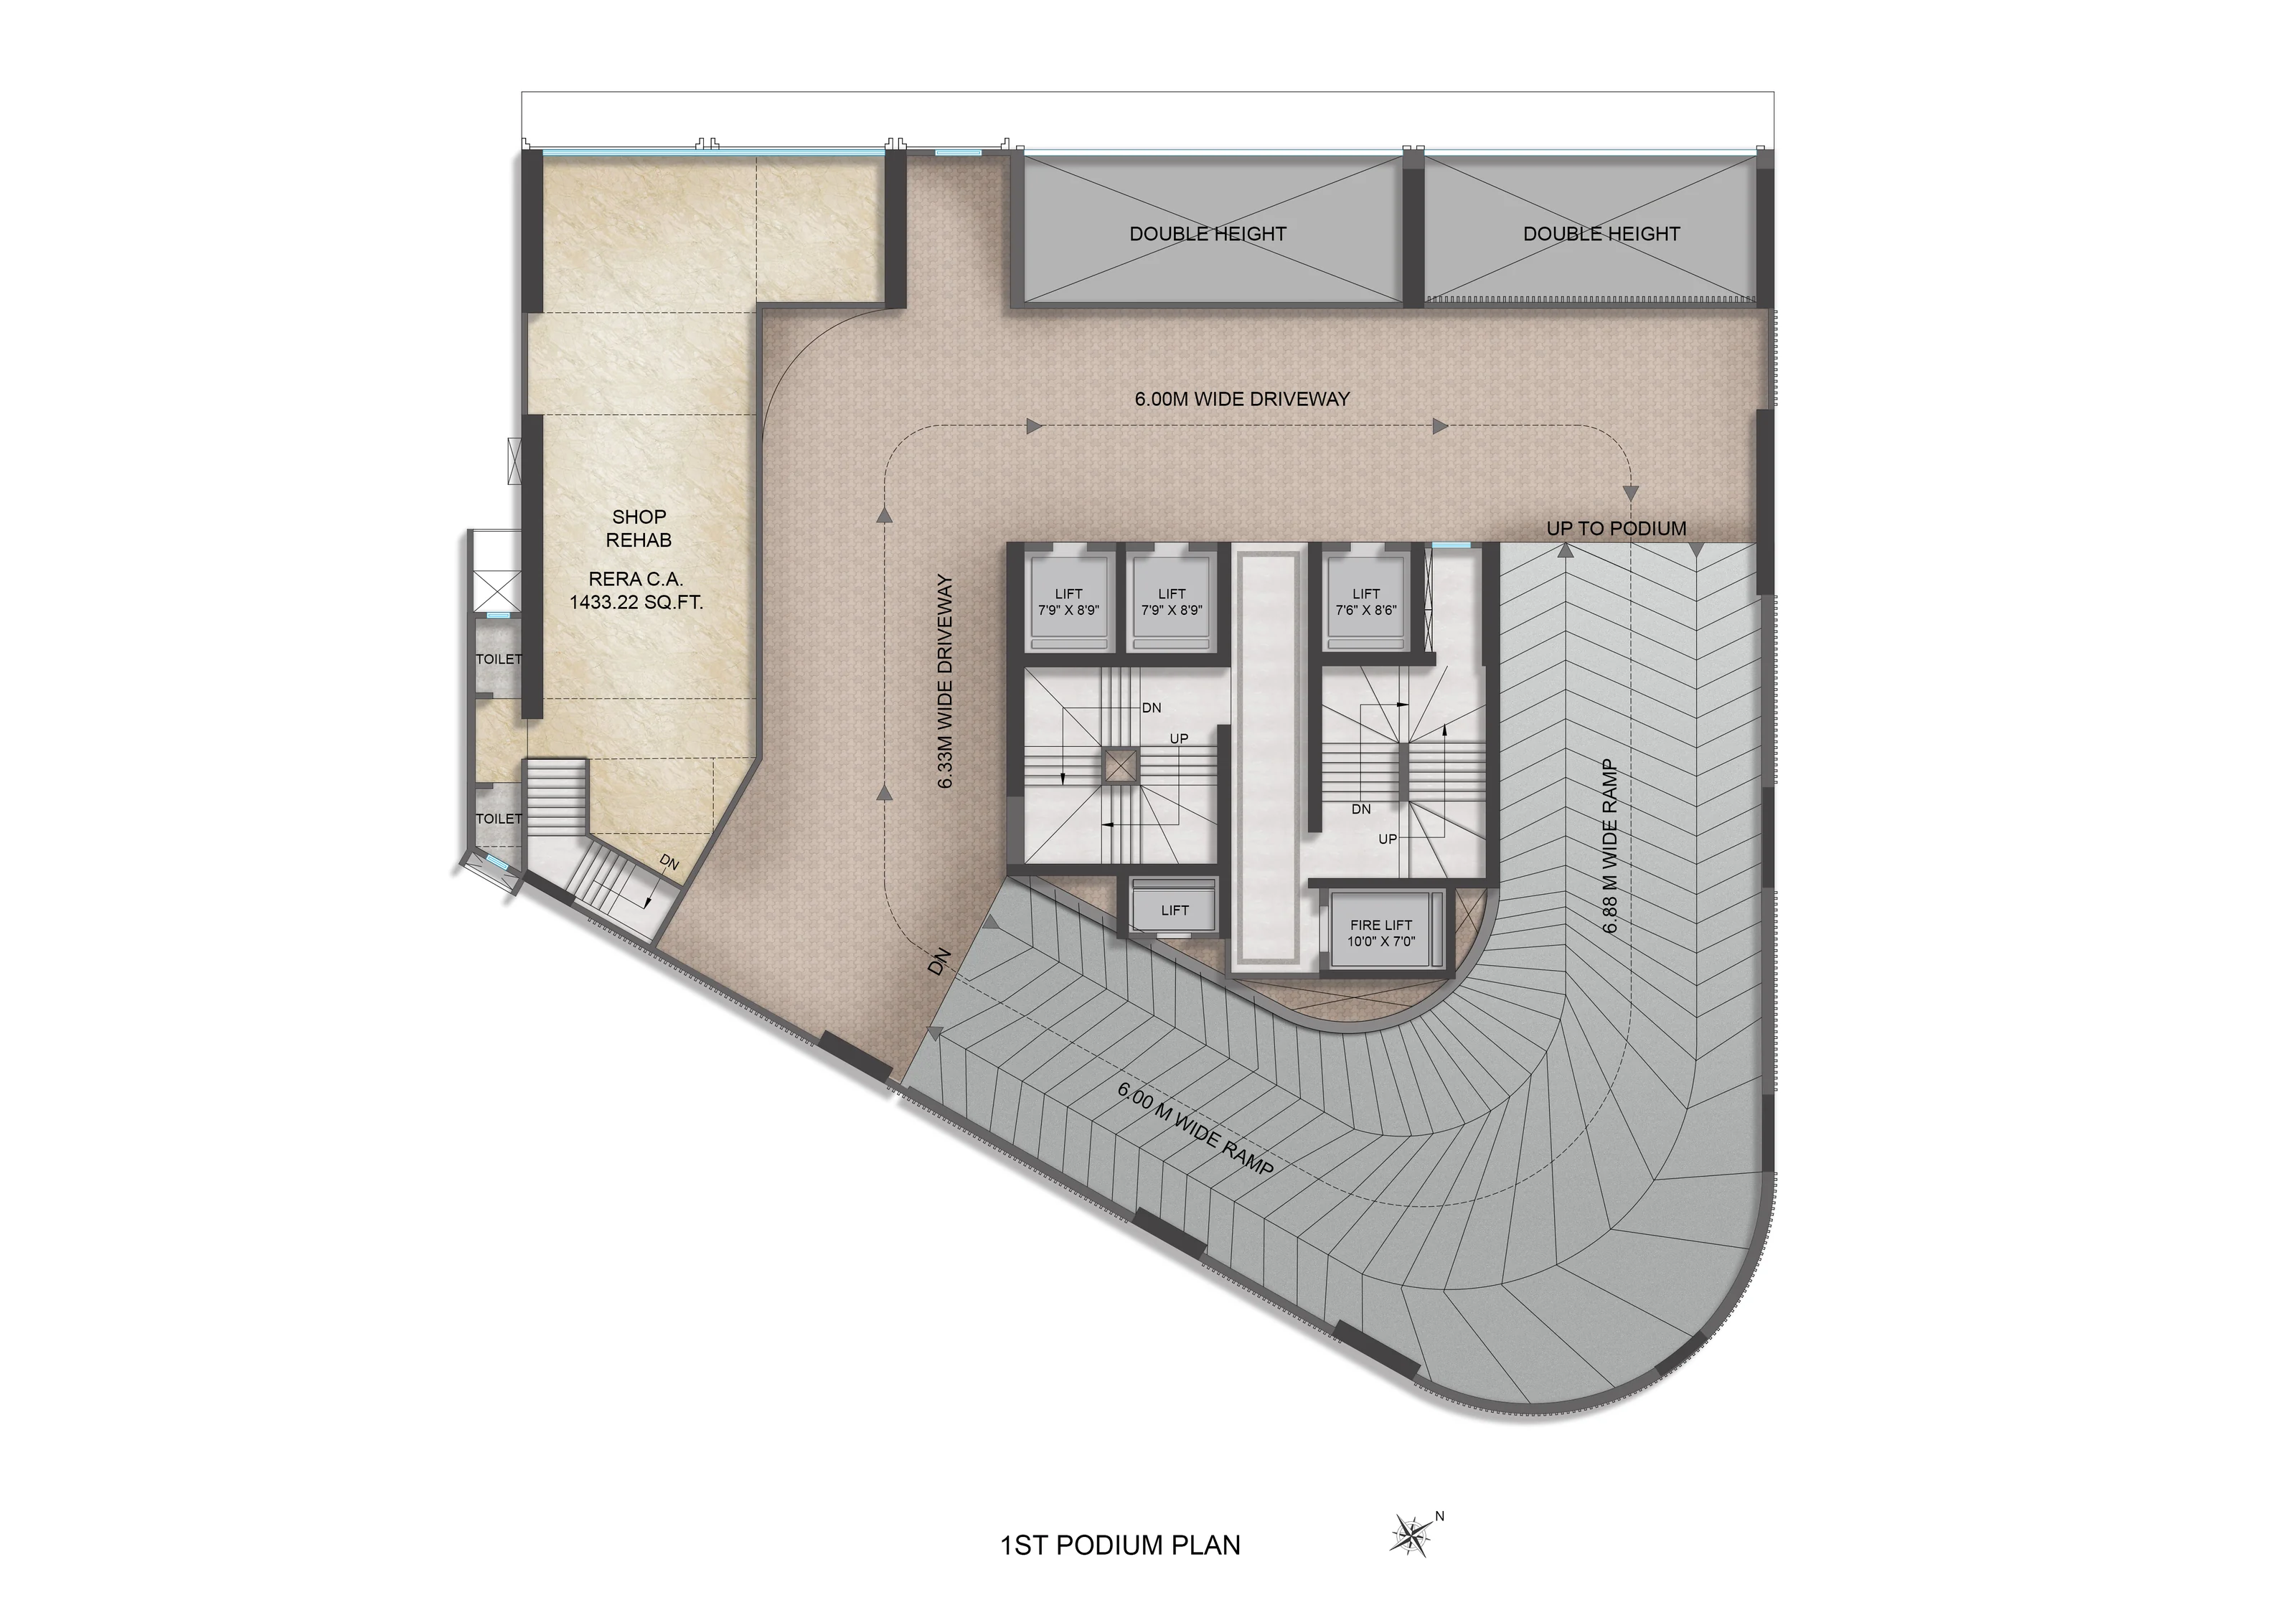 DOUBLE HEIGHT
DOUBLE HEIGHT
6.00M WIDE DRIVEWAY
UP TO PODIUM
SHOP
REHAB
RERA C.A.
1433.22 SQ.FT.
LIFT
7'9" X 8'9"
LIFT
7'9" X 8'9"
LIFT
7'6" X 8'6"
6.33M WIDE DRIVEWAY
TOILET
DN
UP
DN
UP
6.88 M WIDE RAMP
TOILET
DN
LIFT
FIRE LIFT
10'0" X 7'0"
DN
6.00 M WIDE RAMP
1ST PODIUM PLAN
N